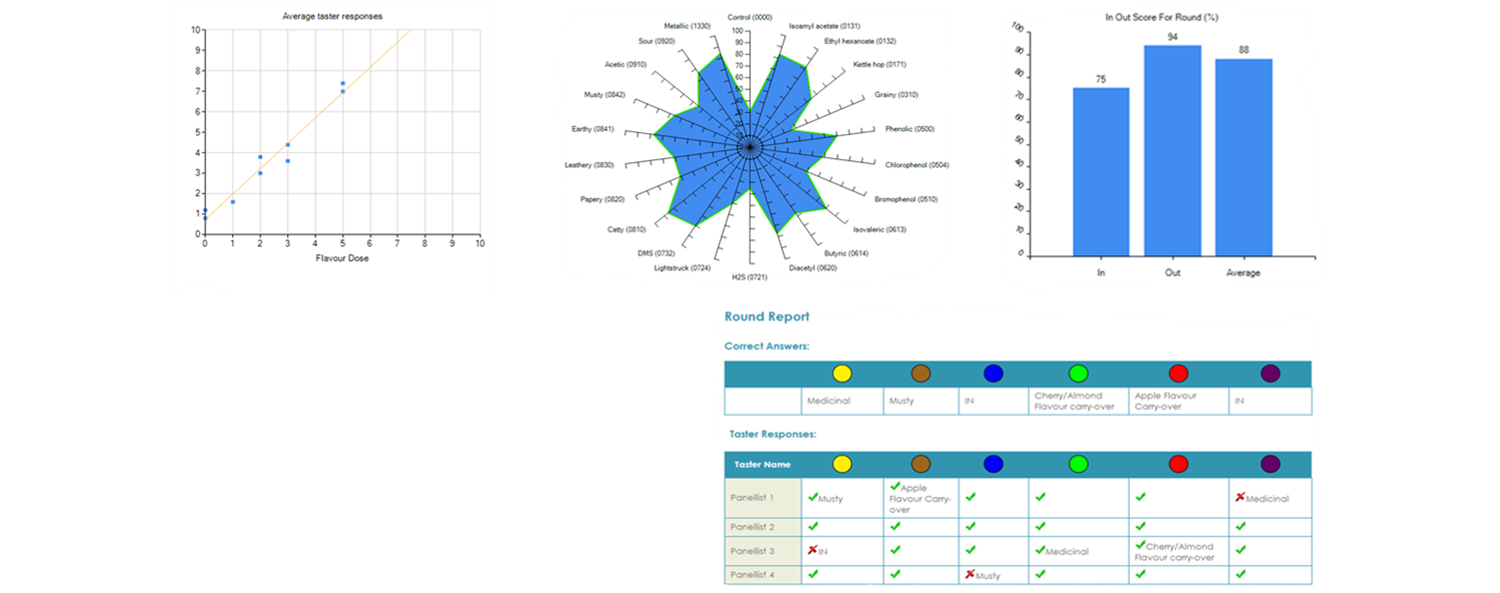 Average taster responses
10
9
8
7
6
5
4
3
2
1
0
0 1 2 3 4 5 6 7 8 9 10
Flavour Dose
Control (0000)
Metallic (1330)
Isoamyl acetate (0131)
Sour (0920)
Ethyl hexanoate (0132)
Acetic (0910)
Kettle hop (0171)
Musty (0842)
Grainy (0310)
Earthy (0841)
Phenolic (0500)
Leathery (0830)
Chlorophenol (0504)
Papery (0820)
Bromophenol (0510)
Catty (0810)
Isovaleric (0613)
DMS (0732)
Butyric (0614)
Lightstruck (0724)
Diacetyl (0620)
H2S (0721)
100
90
80
70
60
50
In Out Score For Round (%)
100
90
80
70
60
50
40
30
20
10
0
75
94
88
In Out Average
Round Report
Correct Answers:
Medicinal Musty IN Cherry/Almond Apple Flavour IN
Flavour carry-over Carry-over
Taster Responses:
Taster Name
Panellist 1 Musty Apple Medicinal
Flavour Carry-
over
Panellist 2
Panellist 3 IN Medicinal Cherry/Almond
Flavour carry-over
Panellist 4 Musty